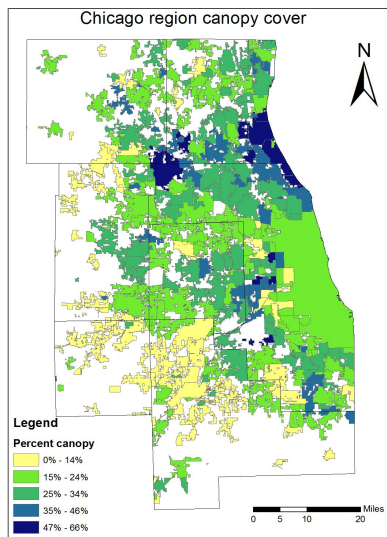 Chicago region canopy cover
N
Legend
Percent canopy
0% - 14%
15% - 24%
25% - 34%
35% - 46%
47% - 66%
Miles
0 5 10 20